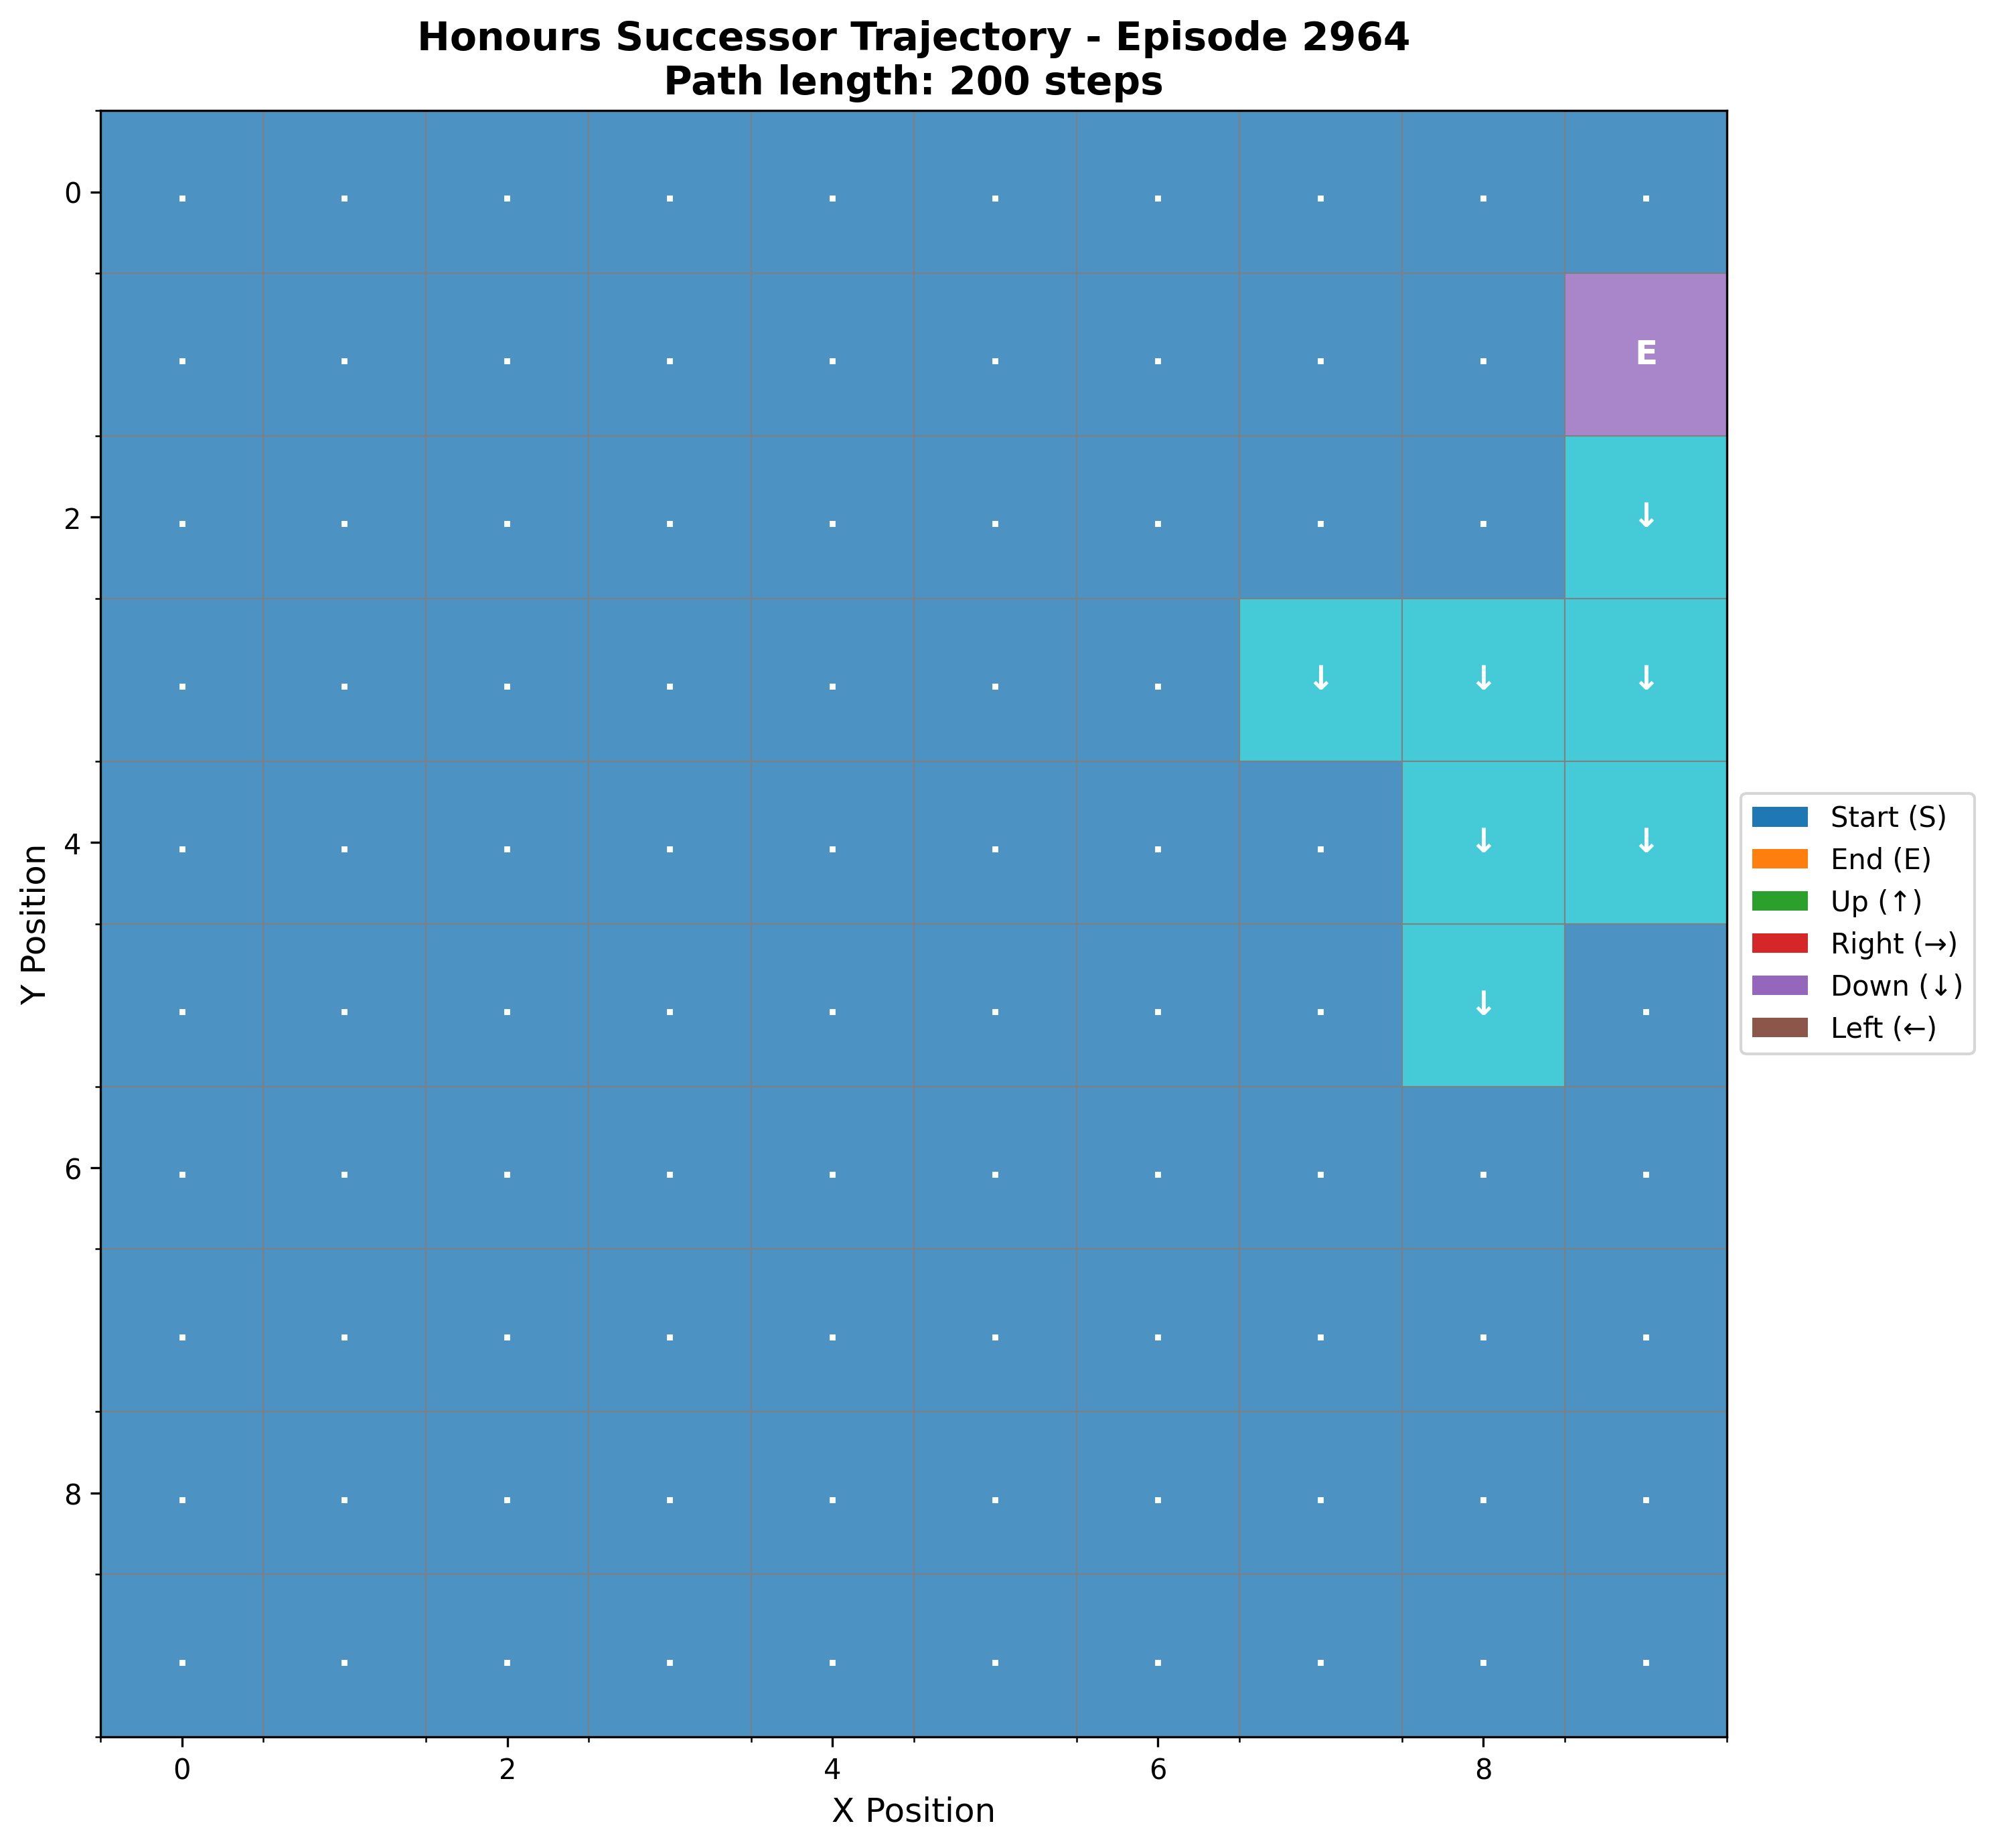 Honours Successor Trajectory - Episode 2964
Path length: 200 steps
0
· · · · · · · · · ·
· · · · · · · · · E
2
· · · · · · · · · ↓
· · · · · · · ↓ ↓ ↓
4
· · · · · · · · ↓ ↓
· · · · · · · · ↓ ·
6
· · · · · · · · · ·
· · · · · · · · · ·
8
· · · · · · · · · ·
· · · · · · · · · ·
0 2 4 6 8
X Position
Y Position
Start (S)
End (E)
Up (↑)
Right (→)
Down (↓)
Left (←)